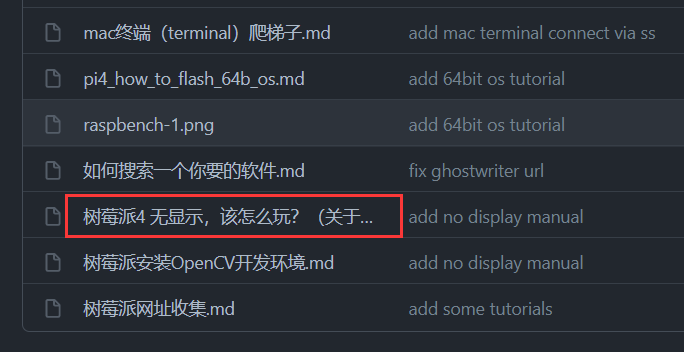 mac终端（terminal）爬梯子.md add mac terminal connect via ss
pi4_how_to_flash_64b_os.md add 64bit os tutorial
raspbench-1.png add 64bit os tutorial
如何搜索一个你要的软件.md fix ghostwriter url
树莓派4 无显示，该怎么玩？（关于... add no display manual
树莓派安装OpenCV开发环境.md add no display manual
树莓派网址收集.md add some tutorials